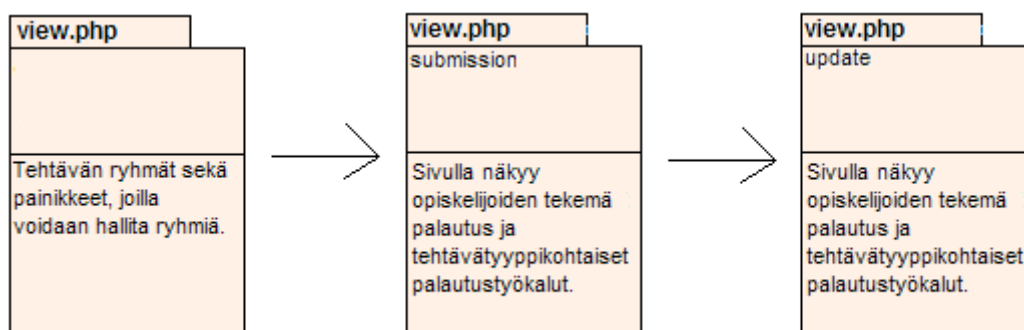 view.php
Tehtävän ryhmät sekä
painikkeet, joilla
voidaan hallita ryhmiä.
view.php
submission
Sivulla näkyy
opiskelijoiden tekemä
palautus ja
tehtävätyyppikohtaiset
palautustyökalut.
view.php
update
Sivulla näkyy
opiskelijoiden tekemä
palautus ja
tehtävätyyppikohtaiset
palautustyökalut.